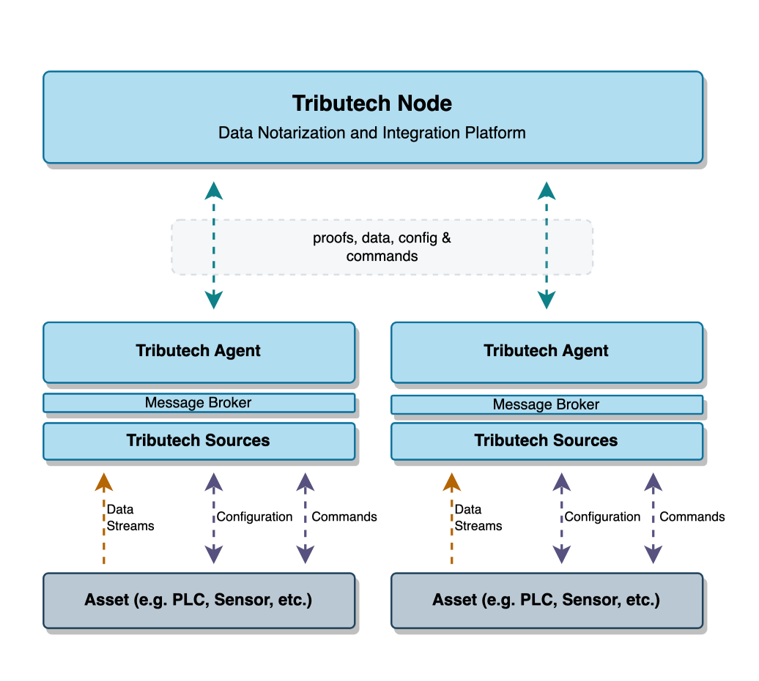 Tributech Node
Data Notarization and Integration Platform
proofs, data, config &
commands
Tributech Agent
Tributech Agent
Message Broker
Message Broker
Tributech Sources
Tributech Sources
Data
Streams
Configuration
Commands
Data
Streams
Configuration
Commands
Asset (e.g. PLC, Sensor, etc.)
Asset (e.g. PLC, Sensor, etc.)